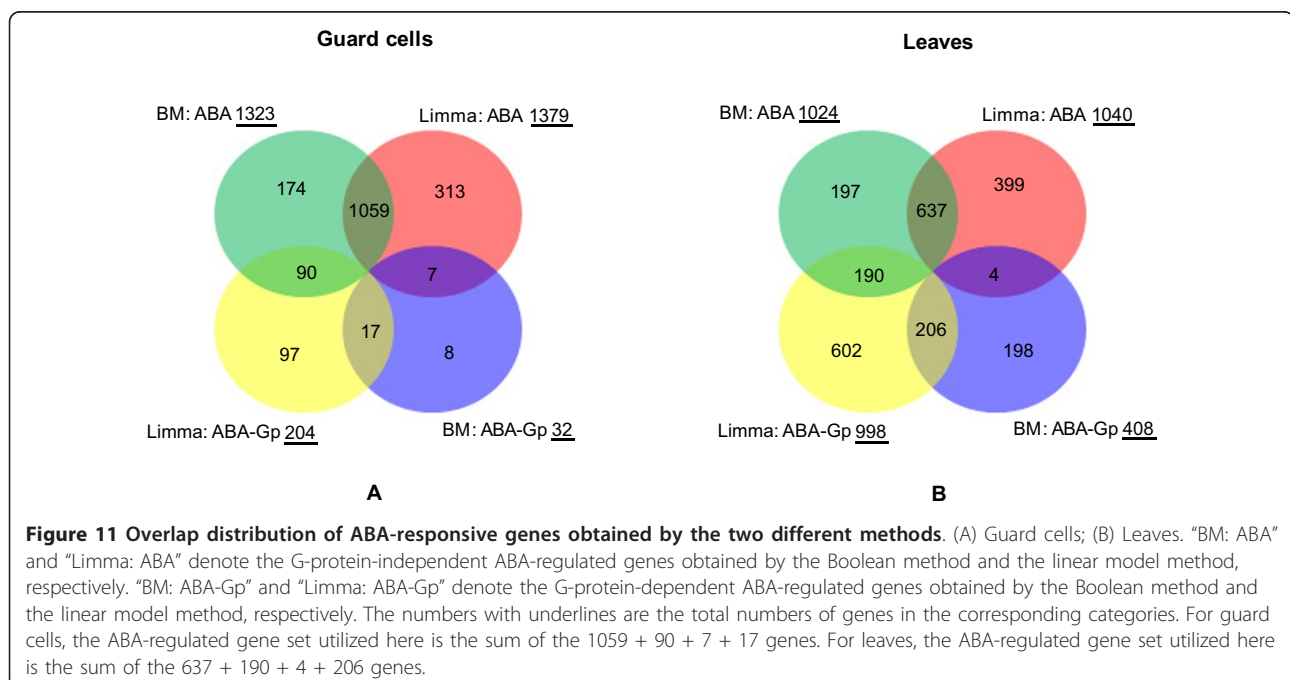 Guard cells
Leaves
BM: ABA 1323
Limma: ABA 1379
BM: ABA 1024
Limma: ABA 1040
174
1059
313
197
637
399
90
7
190
4
97
17
8
602
206
198
Limma: ABA-Gp 204
BM: ABA-Gp 32
Limma: ABA-Gp 998
BM: ABA-Gp 408
A
B
Figure 11 Overlap distribution of ABA-responsive genes obtained by the two different methods. (A) Guard cells; (B) Leaves. “BM: ABA”
and “Limma: ABA” denote the G-protein-independent ABA-regulated genes obtained by the Boolean method and the linear model method,
respectively. “BM: ABA-Gp” and “Limma: ABA-Gp” denote the G-protein-dependent ABA-regulated genes obtained by the Boolean method and
the linear model method, respectively. The numbers with underlines are the total numbers of genes in the corresponding categories. For guard
cells, the ABA-regulated gene set utilized here is the sum of the 1059 + 90 + 7 + 17 genes. For leaves, the ABA-regulated gene set utilized here
is the sum of the 637 + 190 + 4 + 206 genes.